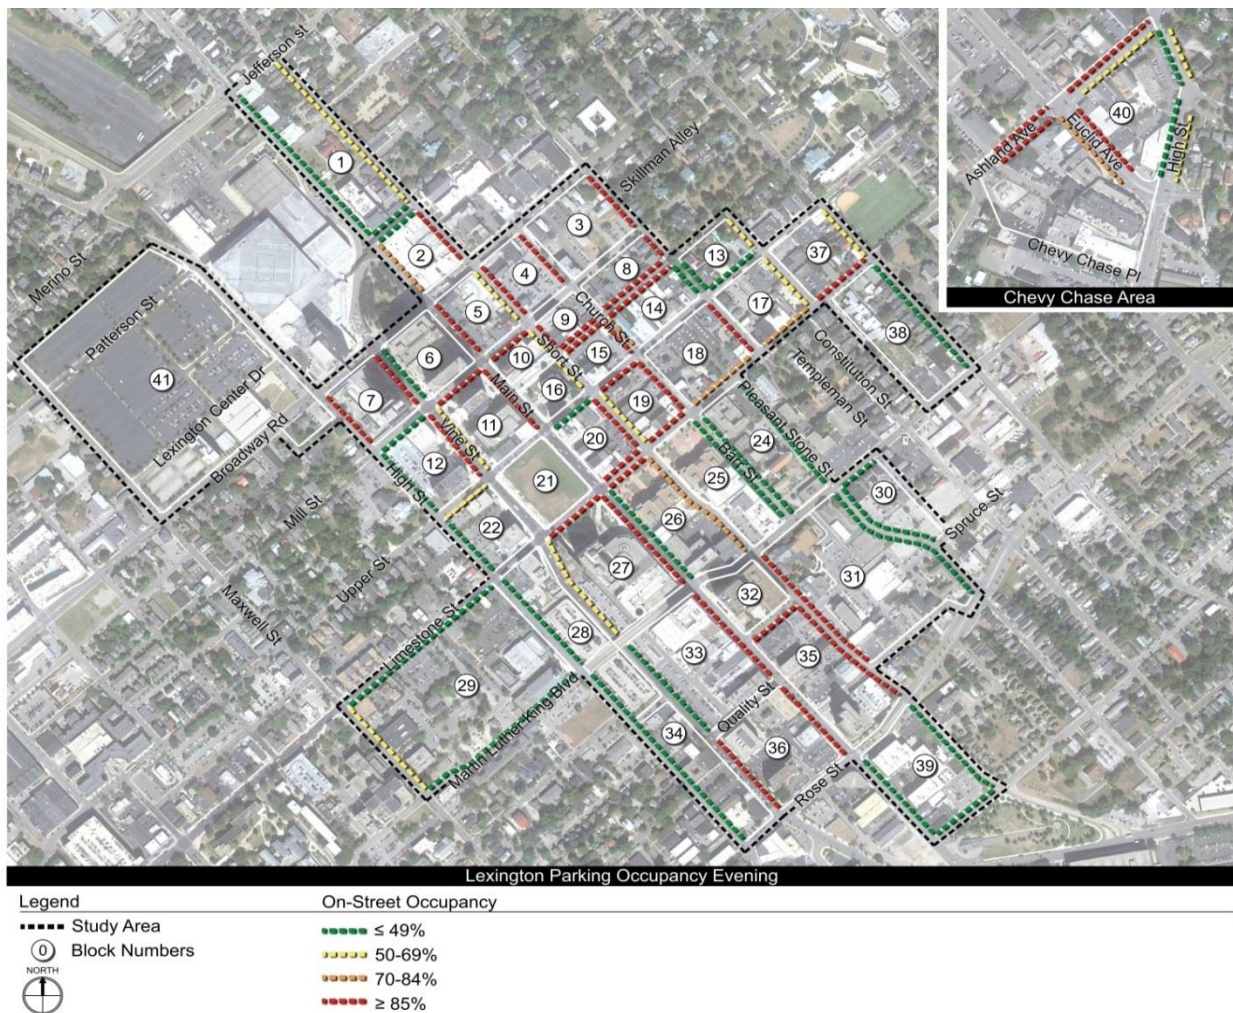 Jefferson st
Skillman Alley
1
2
3
4
5
6
7
8
9
10
11
12
13
14
15
16
17
18
19
20
21
22
24
25
26
27
28
29
30
31
32
33
34
35
36
37
38
39
41
Merino St
Patterson St
Lexington Center Dr
Broadway Rd
Mill St
Upper St
Maxwell St
Limestone St
Martin Luther King Blvd
High St
Vine St
Main St
Short St
Church St
Constitution St
Templeman St
Pleasant Stone St
Barr St
Spruce St
Quality St
Rose St
40
Ashland Ave
Euclid Ave
High St
Chevy Chase Pl
Chevy Chase Area
Lexington Parking Occupancy Evening
Legend
Study Area
0 Block Numbers
NORTH
On-Street Occupancy
≤ 49%
50-69%
70-84%
≥ 85%